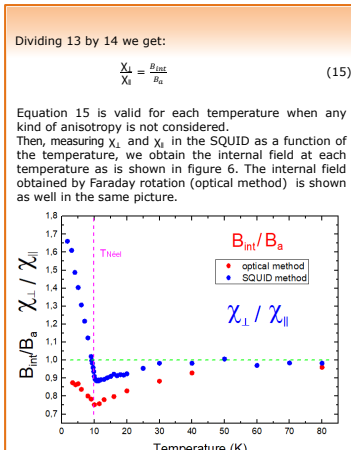 Dividing 13 by 14 we get:
χ⊥/χ∥ = B_int/B_a (15)
Equation 15 is valid for each temperature when any
kind of anisotropy is not considered.
Then, measuring χ⊥ and χ∥ in the SQUID as a function of
the temperature, we obtain the internal field at each
temperature as is shown in figure 6. The internal field
obtained by Faraday rotation (optical method) is shown
as well in the same picture.
B_int/B_a χ⊥ / χ∥
1,8
1,7
1,6
1,5
1,4
1,3
1,2
1,1
1,0
0,9
0,8
0,7
T_Néel
B_int/B_a
optical method
SQUID method
χ⊥ / χ∥
0 10 20 30 40 50 60 70 80
Temperature (K)